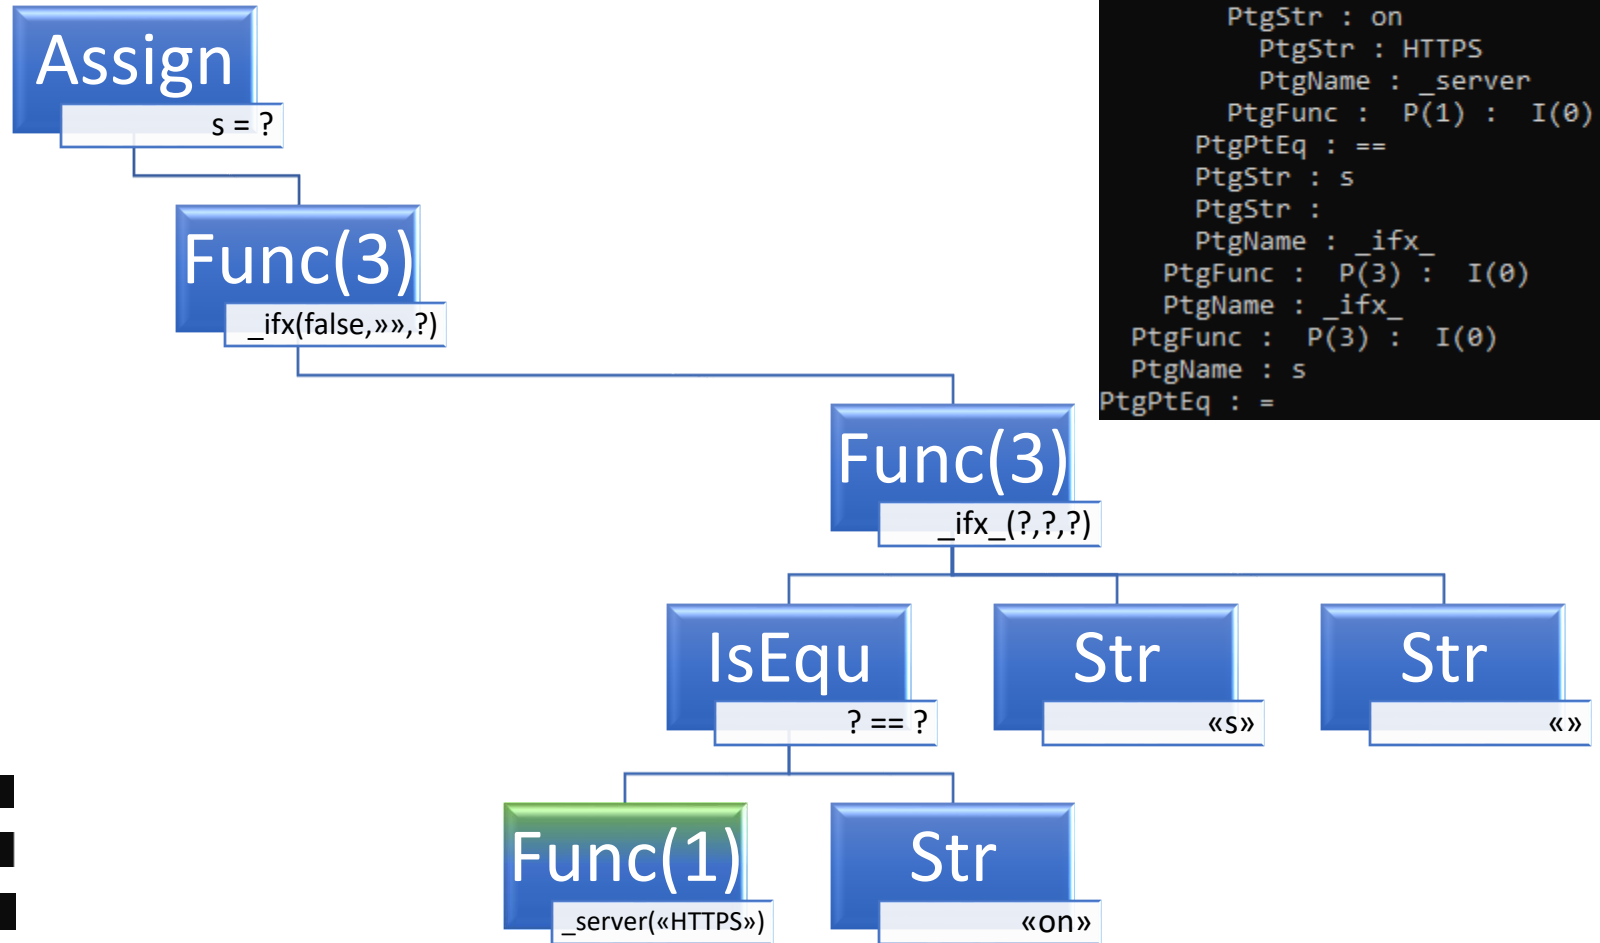 Assign
s = ?
Func(3)
_ifx(false,»»,?)
Func(3)
_ifx_(?,?,?)
IsEqu
? == ?
Str
«s»
Str
«»
Func(1)
_server(«HTTPS»)
Str
«on»
PtgStr : on
PtgStr : HTTPS
PtgName : _server
PtgFunc : P(1) : I(0)
PtgPtEq : ==
PtgStr : s
PtgStr :
PtgName : _ifx_
PtgFunc : P(3) : I(0)
PtgName : _ifx_
PtgFunc : P(3) : I(0)
PtgName : s
PtgPtEq : =